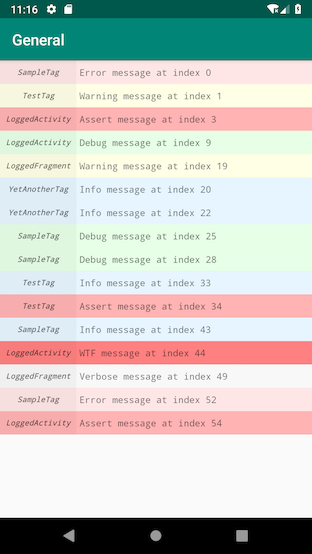 11:16
General
SampleTag Error message at index 0
TestTag Warning message at index 1
LoggedActivity Assert message at index 3
LoggedActivity Debug message at index 9
LoggedFragment Warning message at index 19
YetAnotherTag Info message at index 20
YetAnotherTag Info message at index 22
SampleTag Debug message at index 25
SampleTag Debug message at index 28
TestTag Info message at index 33
TestTag Assert message at index 34
SampleTag Info message at index 43
LoggedActivity WTF message at index 44
LoggedFragment Verbose message at index 49
SampleTag Error message at index 52
LoggedActivity Assert message at index 54